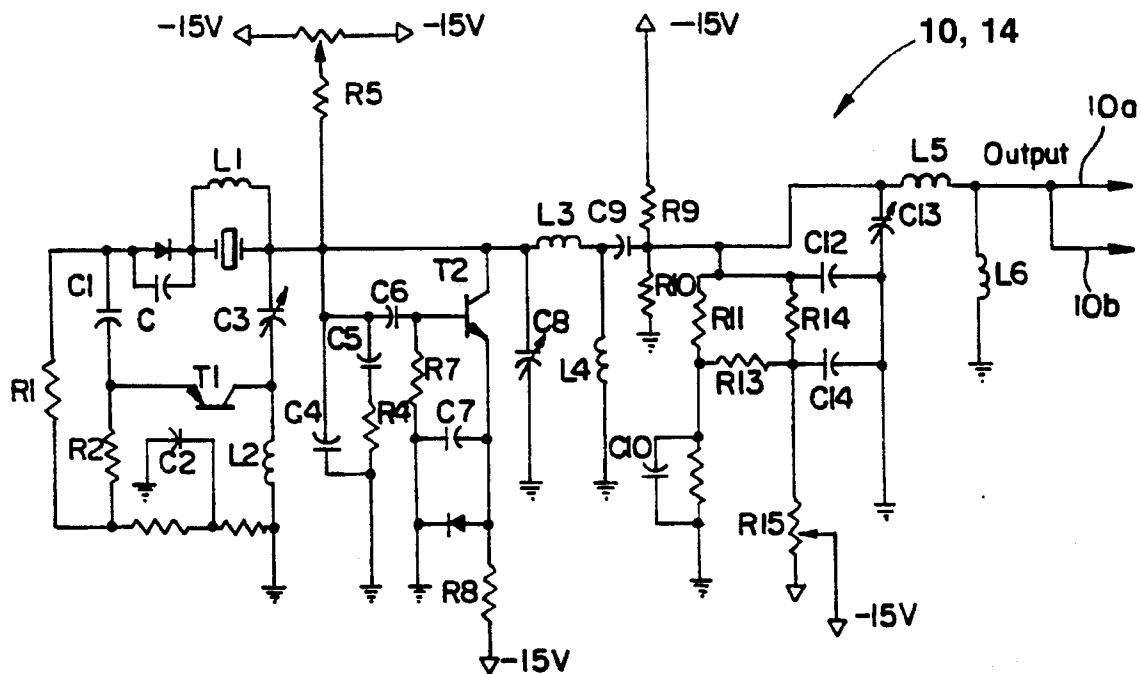 -15V -15V -15V 10, 14
R5 10a
L1 L5 Output
L3 C9 R9 C13
T2 C12
C1 C C3 C6 R10 L6 10b
C5 C8 R11 R14
R1 T1 R7 L4 R13 C14
C4 R4 C7
R2 C2 L2 C10
R15
R8 -15V
-15V